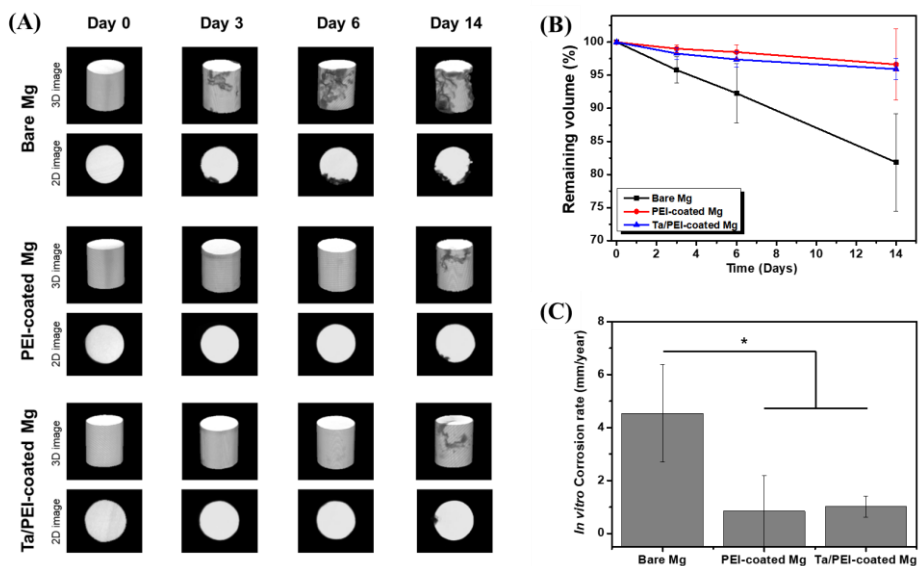 (A)
Day 0 Day 3 Day 6 Day 14
Bare Mg
3D image
2D image
PEI-coated Mg
3D image
2D image
Ta/PEI-coated Mg
3D image
2D image
(B)
Remaining volume (%)
100
95
90
85
80
75
70
Bare Mg
PEI-coated Mg
Ta/PEI-coated Mg
0 2 4 6 8 10 12 14
Time (Days)
(C)
In vitro Corrosion rate (mm/year)
8
6
4
2
0
*
Bare Mg PEI-coated Mg Ta/PEI-coated Mg